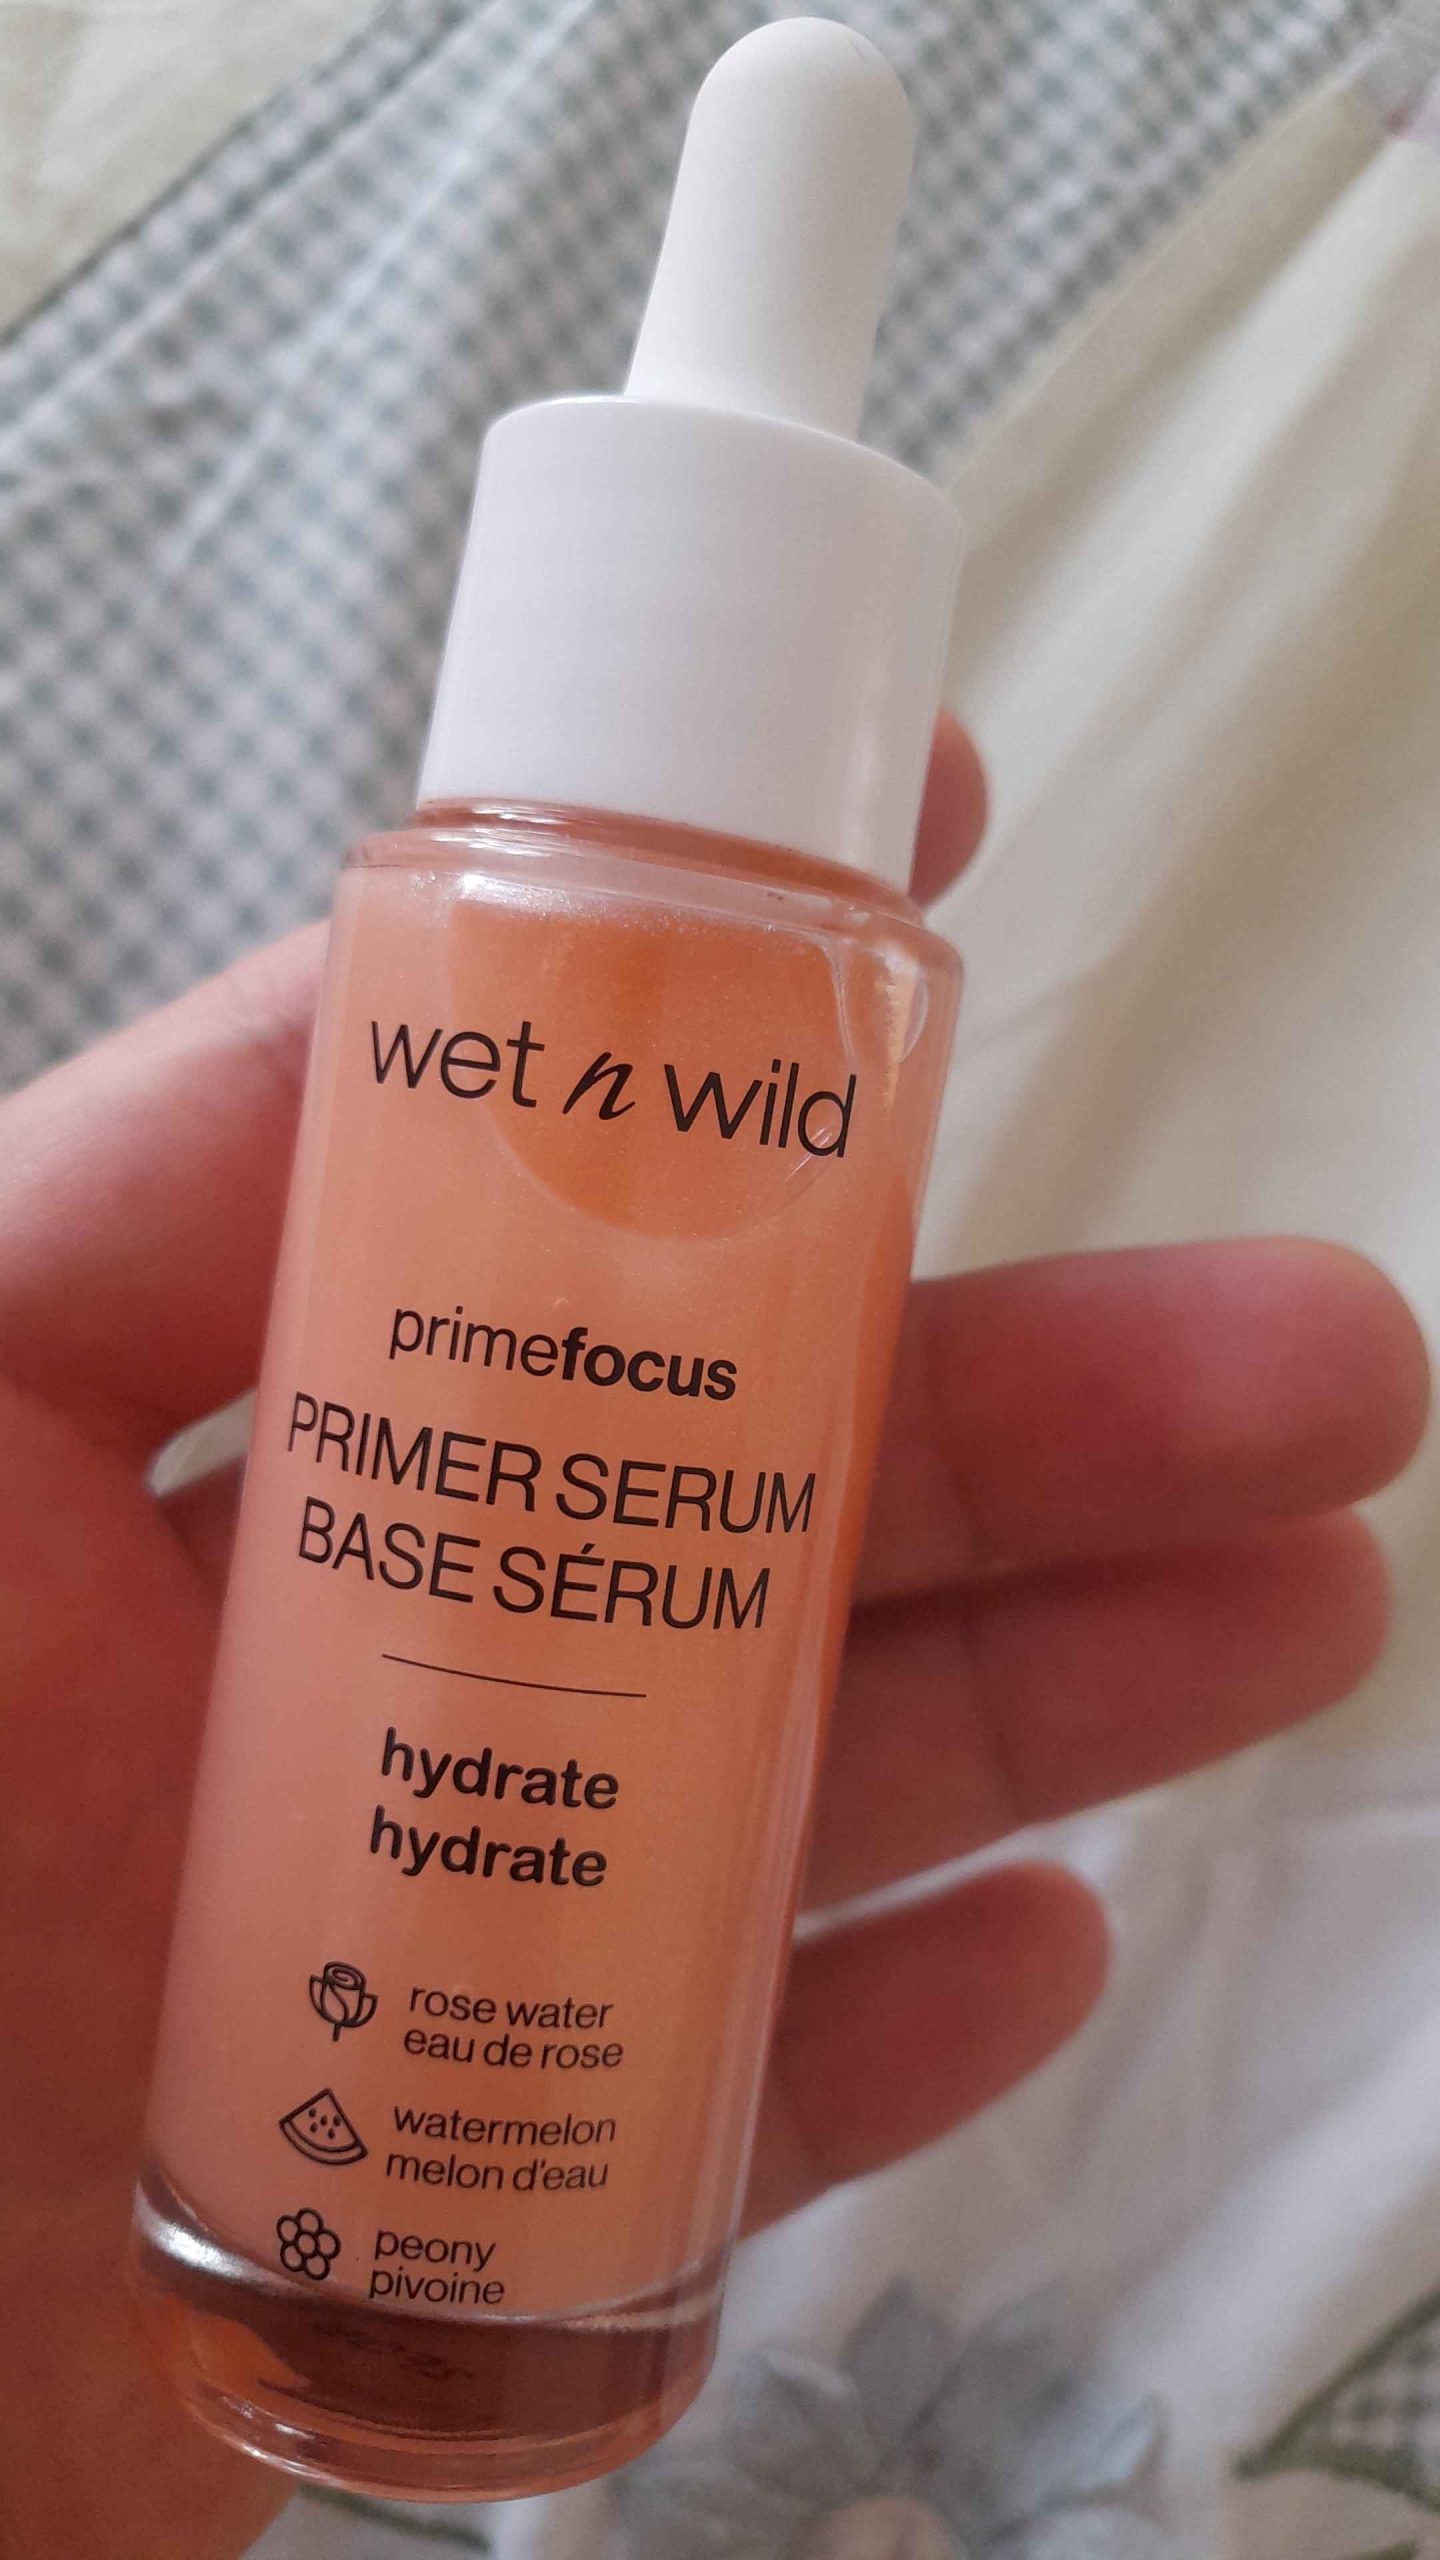 wet n wild
primefocus
PRIMER SERUM
BASE SÉRUM
hydrate
hydrate
rose water
eau de rose
watermelon
melon d'eau
peony
pivoine